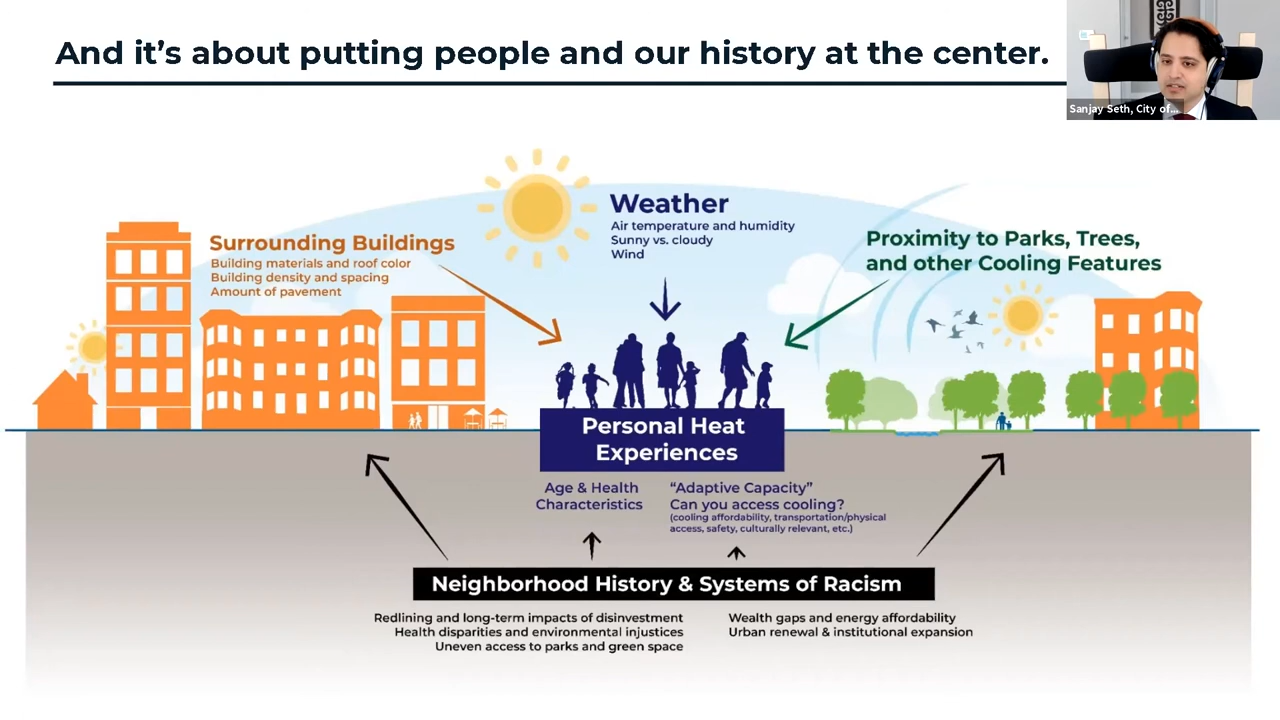 And it's about putting people and our history at the center.
Sanjay Seth, City of...
Weather
Air temperature and humidity
Sunny vs. cloudy
Wind
Surrounding Buildings
Building materials and roof color
Building density and spacing
Amount of pavement
Proximity to Parks, Trees,
and other Cooling Features
Personal Heat
Experiences
Age & Health
Characteristics
“Adaptive Capacity”
Can you access cooling?
(cooling affordability, transportation/physical
access, safety, culturally relevant, etc.)
Neighborhood History & Systems of Racism
Redlining and long-term impacts of disinvestment
Health disparities and environmental injustices
Uneven access to parks and green space
Wealth gaps and energy affordability
Urban renewal & institutional expansion